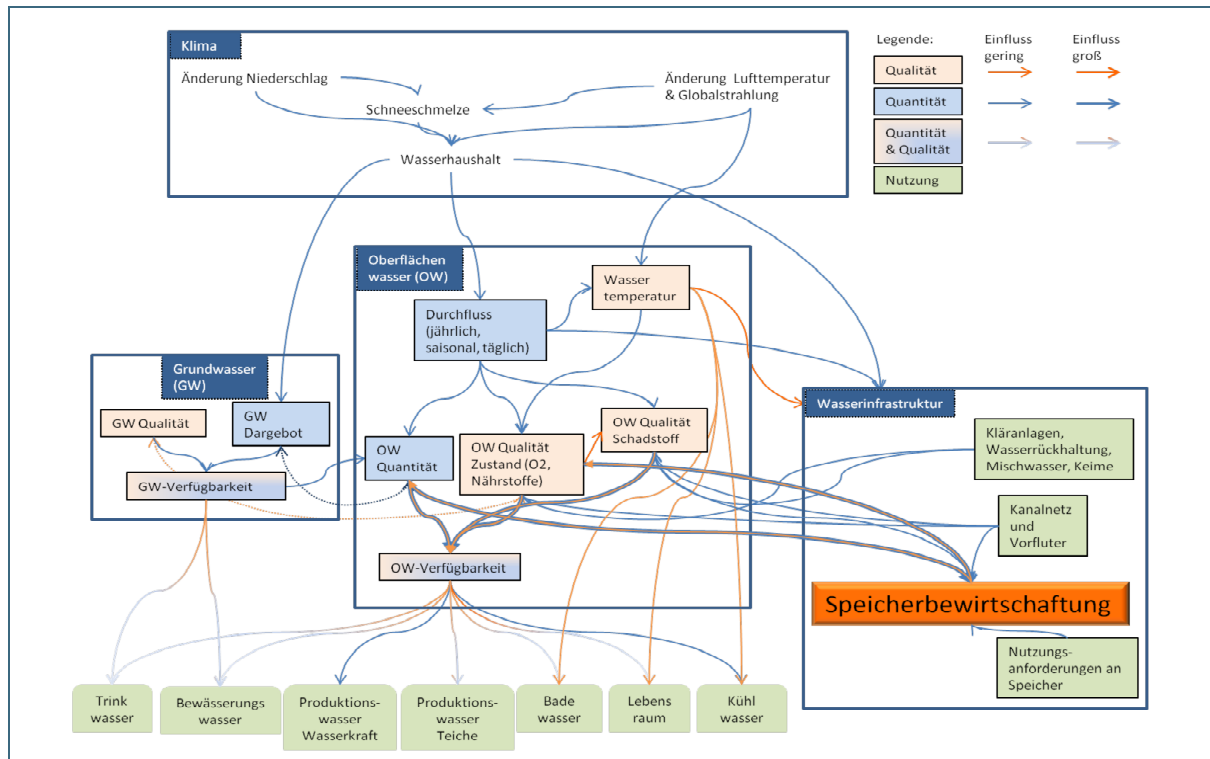 Klima
Änderung Niederschlag
Änderung Lufttemperatur
& Globalstrahlung
Schneeschmelze
Wasserhaushalt
Legende:
Einfluss
gering
Einfluss
groß
Qualität
Quantität
Quantität
& Qualität
Nutzung
Oberflächen
wasser (OW)
Wasser
temperatur
Durchfluss
(jährlich,
saisonal, täglich)
Grundwasser
(GW)
GW Qualität
GW
Dargebot
GW-Verfügbarkeit
OW
Quantität
OW Qualität
Zustand (O2,
Nährstoffe)
OW Qualität
Schadstoff
OW-Verfügbarkeit
Wasserinfrastruktur
Kläranlagen,
Wasserrückhaltung,
Mischwasser, Keime
Kanalnetz
und
Vorfluter
Speicherbewirtschaftung
Nutzungs-
anforderungen an
Speicher
Trink
wasser
Bewässerungs
wasser
Produktions-
wasser
Wasserkraft
Produktions-
wasser
Teiche
Bade
wasser
Lebens
raum
Kühl
wasser